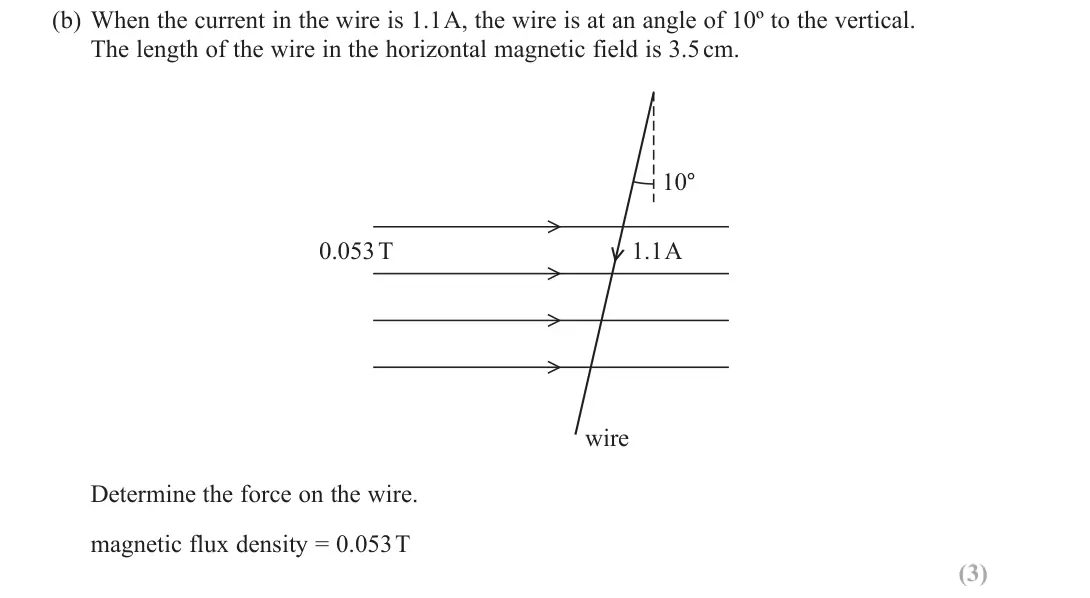 (b) When the current in the wire is 1.1 A, the wire is at an angle of 10º to the vertical.
The length of the wire in the horizontal magnetic field is 3.5 cm.
10°
0.053 T
1.1 A
wire
Determine the force on the wire.
magnetic flux density = 0.053 T
(3)